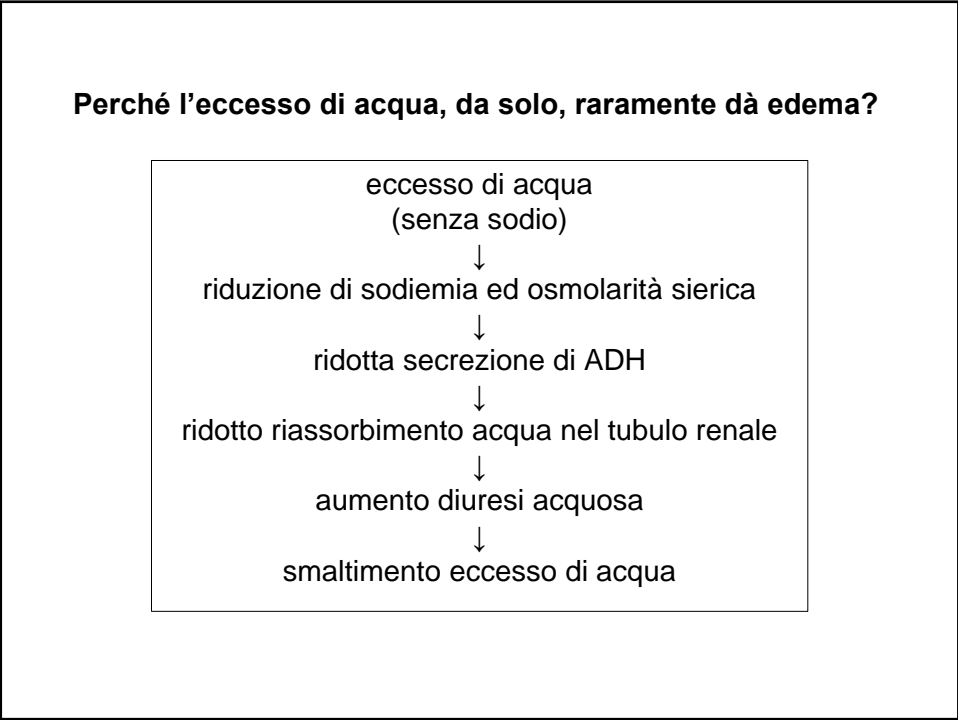 Perché l'eccesso di acqua, da solo, raramente dà edema?
eccesso di acqua
(senza sodio)
↓
riduzione di sodiemia ed osmolarità sierica
↓
ridotta secrezione di ADH
↓
ridotto riassorbimento acqua nel tubulo renale
↓
aumento diuresi acquosa
↓
smaltimento eccesso di acqua